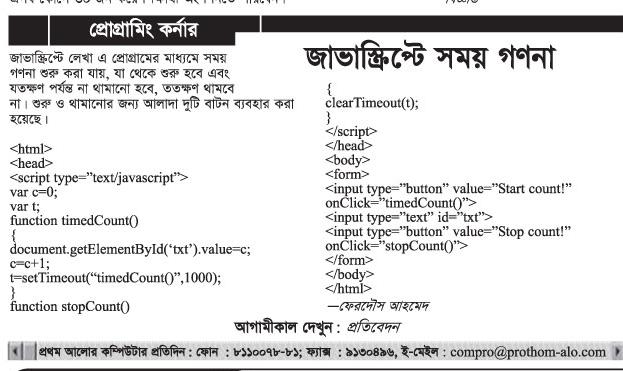 প্রোগ্রামিং কর্নার
জাভাস্ক্রিপ্টে সময় গণনা
জাভাস্ক্রিপ্টে লেখা এ প্রোগ্রামের মাধ্যমে সময়
গণনা শুরু করা যায়, যা থেকে শুরু হবে এবং
যতক্ষণ পর্যন্ত না থামানো হবে, ততক্ষণ থামবে
না। শুরু ও থামানোর জন্য আলাদা দুটি বাটন ব্যবহার করা
হয়েছে।
<html>
<head>
<script type="text/javascript">
var c=0;
var t;
function timedCount()
{
document.getElementById('txt').value=c;
c=c+1;
t=setTimeout("timedCount()",1000);
}
function stopCount()
{
clearTimeout(t);
}
</script>
</head>
<body>
<form>
<input type="button" value="Start count!"
onClick="timedCount()">
<input type="text" id="txt">
<input type="button" value="Stop count!"
onClick="stopCount()">
</form>
</body>
</html>
—ফেরদৌস আহমেদ
আগামীকাল দেখুন : প্রতিবেদন
প্রথম আলোর কম্পিউটার প্রতিদিন : ফোন : ৮১১০০৭৮-৮১; ফ্যাক্স : ৯১৩০৪৯৬, ই-মেইল : compro@prothom-alo.com